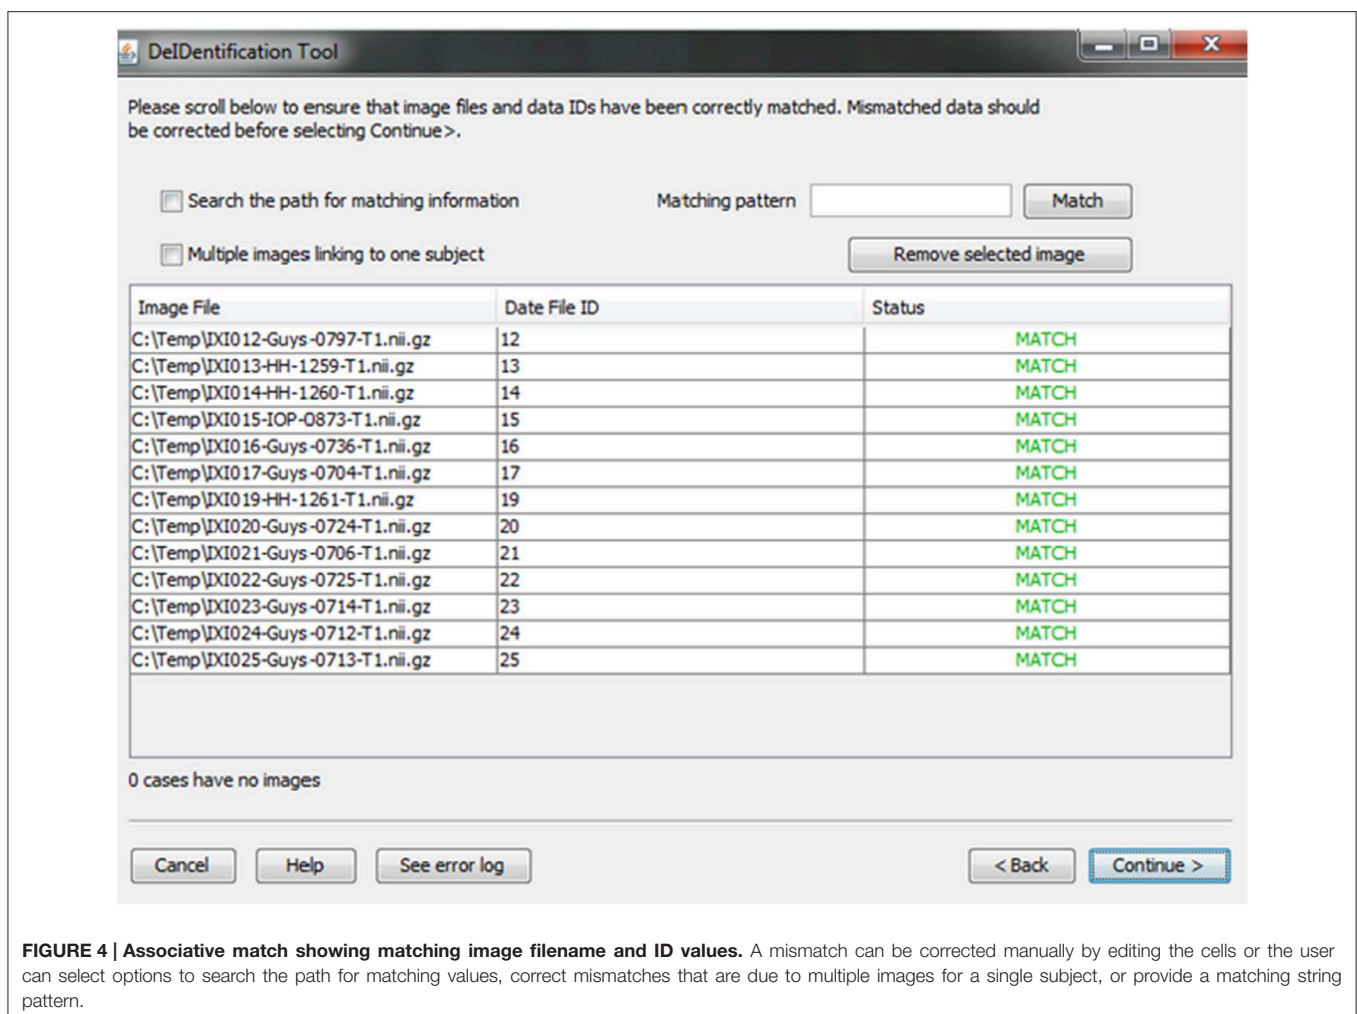 DeIDentification Tool
Please scroll below to ensure that image files and data IDs have been correctly matched. Mismatched data should
be corrected before selecting Continue>.
Search the path for matching information Matching pattern Match
Multiple images linking to one subject Remove selected image
Image File Date File ID Status
C:\Temp\IXI012-Guys-0797-T1.nii.gz 12 MATCH
C:\Temp\IXI013-HH-1259-T1.nii.gz 13 MATCH
C:\Temp\IXI014-HH-1260-T1.nii.gz 14 MATCH
C:\Temp\IXI015-IOP-0873-T1.nii.gz 15 MATCH
C:\Temp\IXI016-Guys-0736-T1.nii.gz 16 MATCH
C:\Temp\IXI017-Guys-0704-T1.nii.gz 17 MATCH
C:\Temp\IXI019-HH-1261-T1.nii.gz 19 MATCH
C:\Temp\IXI020-Guys-0724-T1.nii.gz 20 MATCH
C:\Temp\IXI021-Guys-0706-T1.nii.gz 21 MATCH
C:\Temp\IXI022-Guys-0725-T1.nii.gz 22 MATCH
C:\Temp\IXI023-Guys-0714-T1.nii.gz 23 MATCH
C:\Temp\IXI024-Guys-0712-T1.nii.gz 24 MATCH
C:\Temp\IXI025-Guys-0713-T1.nii.gz 25 MATCH
0 cases have no images
Cancel Help See error log < Back Continue >
FIGURE 4 | Associative match showing matching image filename and ID values. A mismatch can be corrected manually by editing the cells or the user
can select options to search the path for matching values, correct mismatches that are due to multiple images for a single subject, or provide a matching string
pattern.